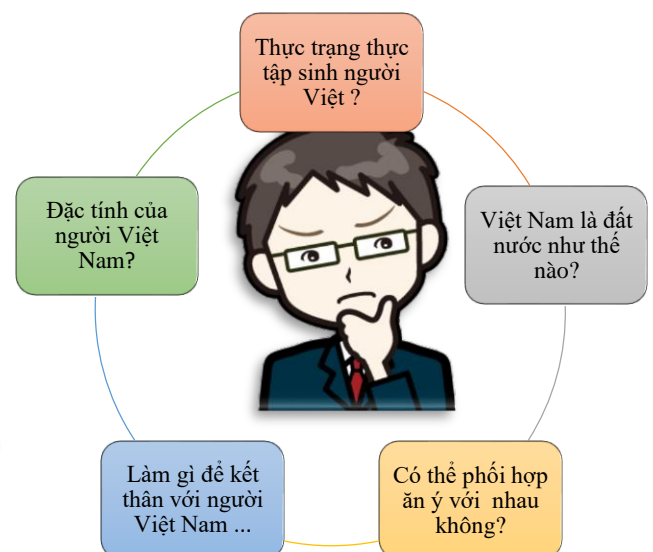 Thực trạng thực
tập sinh người
Việt ?
Việt Nam là đất
nước như thế
nào?
Có thể phối hợp
ăn ý với nhau
không?
Làm gì để kết
thân với người
Việt Nam ...
Đặc tính của
người Việt
Nam?